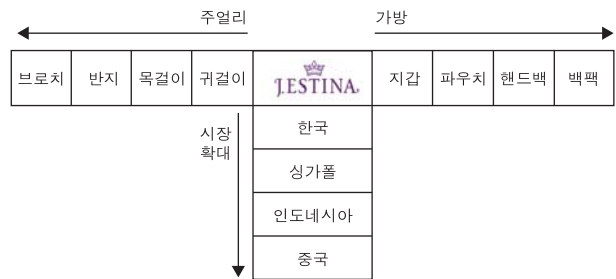 주얼리 가방
브로치 반지 목걸이 귀걸이 J.ESTINA 지갑 파우치 핸드백 백팩
시장
확대
한국
싱가폴
인도네시아
중국